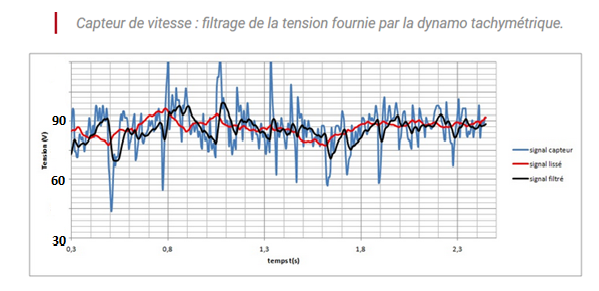 Capteur de vitesse : filtrage de la tension fournie par la dynamo tachymétrique.
90
60
30
Tension (V)
0,3 0,8 1,3 1,8 2,3
temps t(s)
signal capteur
signal lissé
signal filtré